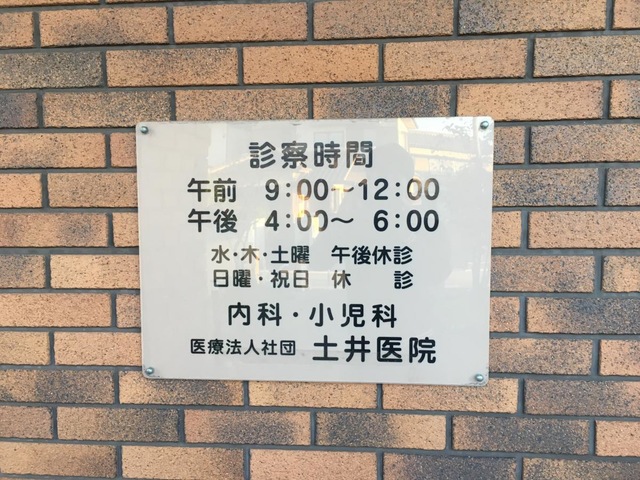 診察時間
午前 9:00〜12:00
午後 4:00〜 6:00
水・木・土曜 午後休診
日曜・祝日 休 診
内科・小児科
医療法人社団 土井医院